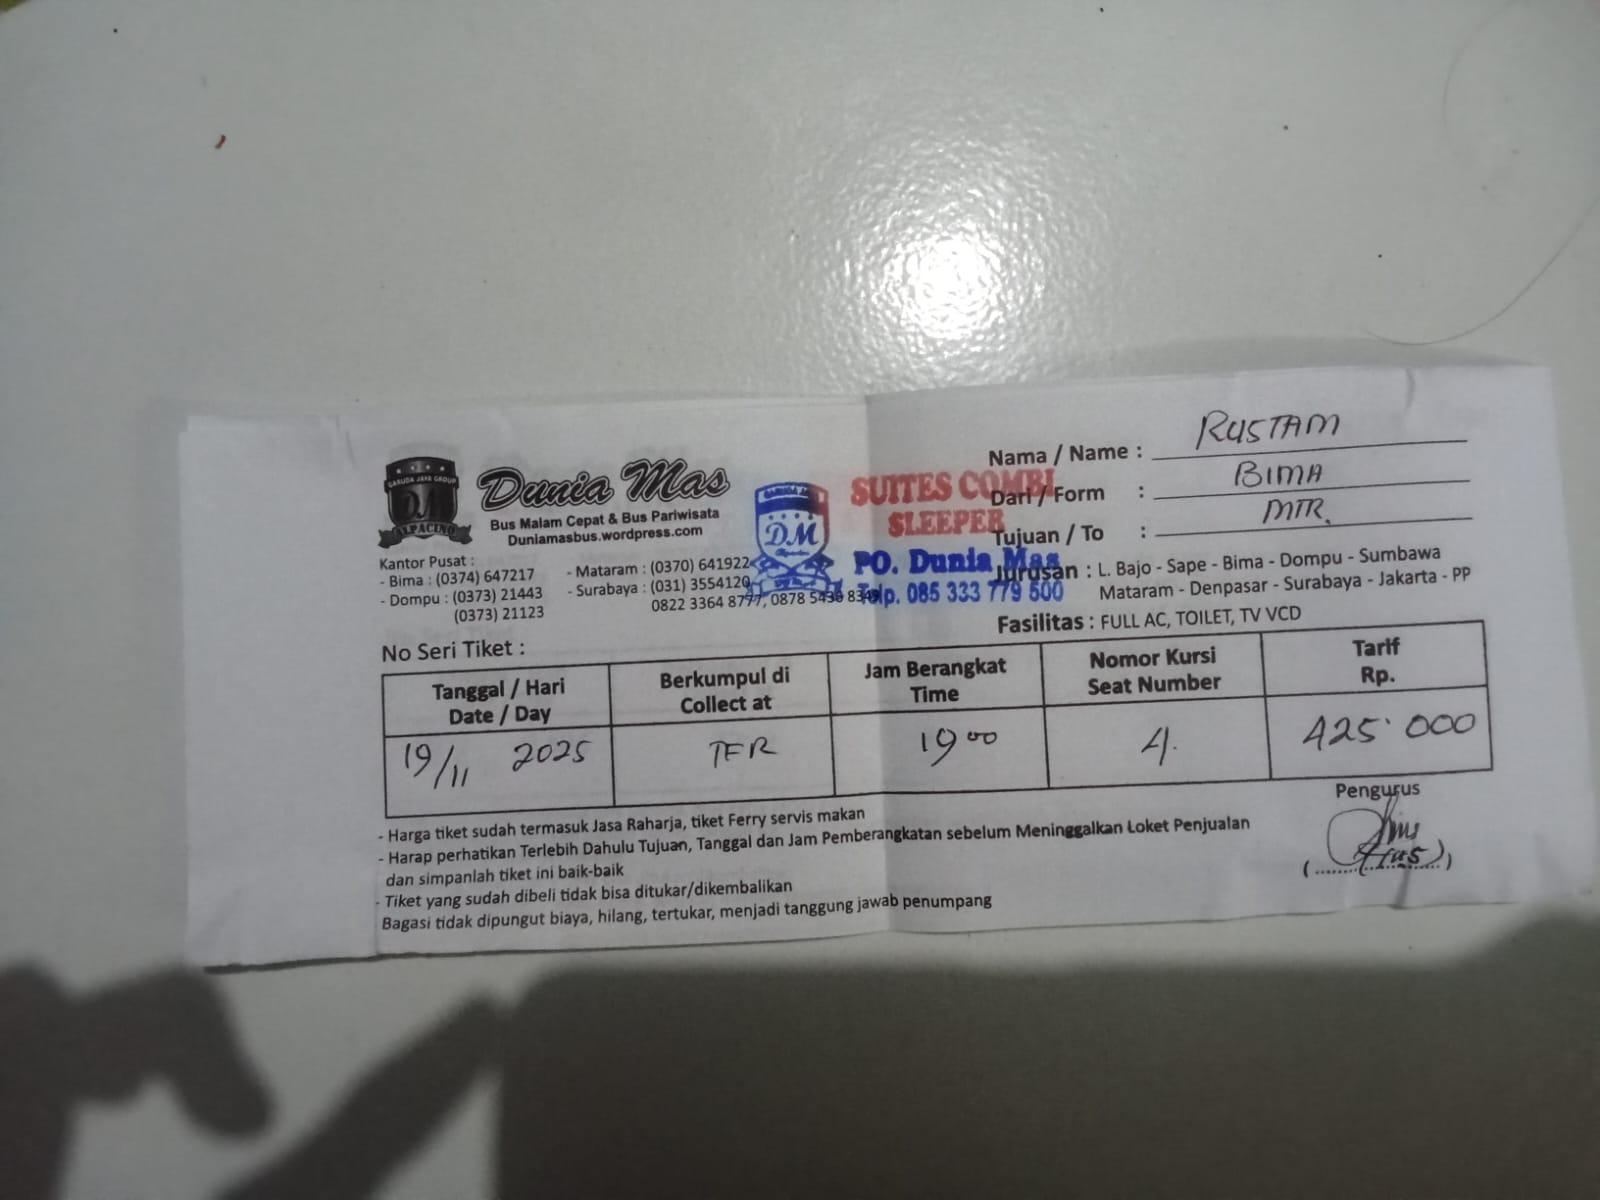 GARUDA JAYA GROUP
DJ
ALPACINO
Dunia Mas
Bus Malam Cepat & Bus Pariwisata
Duniamasbus.wordpress.com
Kantor Pusat :
- Bima : (0374) 647217
- Dompu : (0373) 21443
(0373) 21123
- Mataram : (0370) 641922
- Surabaya : (031) 3554120
0822 3364 8777, 0878 5430 8349
DM
SUITES COMBI
SLEEPER
PO. Dunia Mas
Telp. 085 333 779 500
Nama / Name : RUSTAM
Dari / Form : BIMA
Tujuan / To : MTR.
Jurusan : L. Bajo - Sape - Bima - Dompu - Sumbawa
Mataram - Denpasar - Surabaya - Jakarta - PP
Fasilitas : FULL AC, TOILET, TV VCD
No Seri Tiket :
Tanggal / Hari Berkumpul di Jam Berangkat Nomor Kursi Tarif
Date / Day Collect at Time Seat Number Rp.
19/11 2025 TER 19 00 4. 425.000
- Harga tiket sudah termasuk Jasa Raharja, tiket Ferry servis makan
- Harap perhatikan Terlebih Dahulu Tujuan, Tanggal dan Jam Pemberangkatan sebelum Meninggalkan Loket Penjualan
dan simpanlah tiket ini baik-baik
- Tiket yang sudah dibeli tidak bisa ditukar/dikembalikan
Bagasi tidak dipungut biaya, hilang, tertukar, menjadi tanggung jawab penumpang
Pengurus